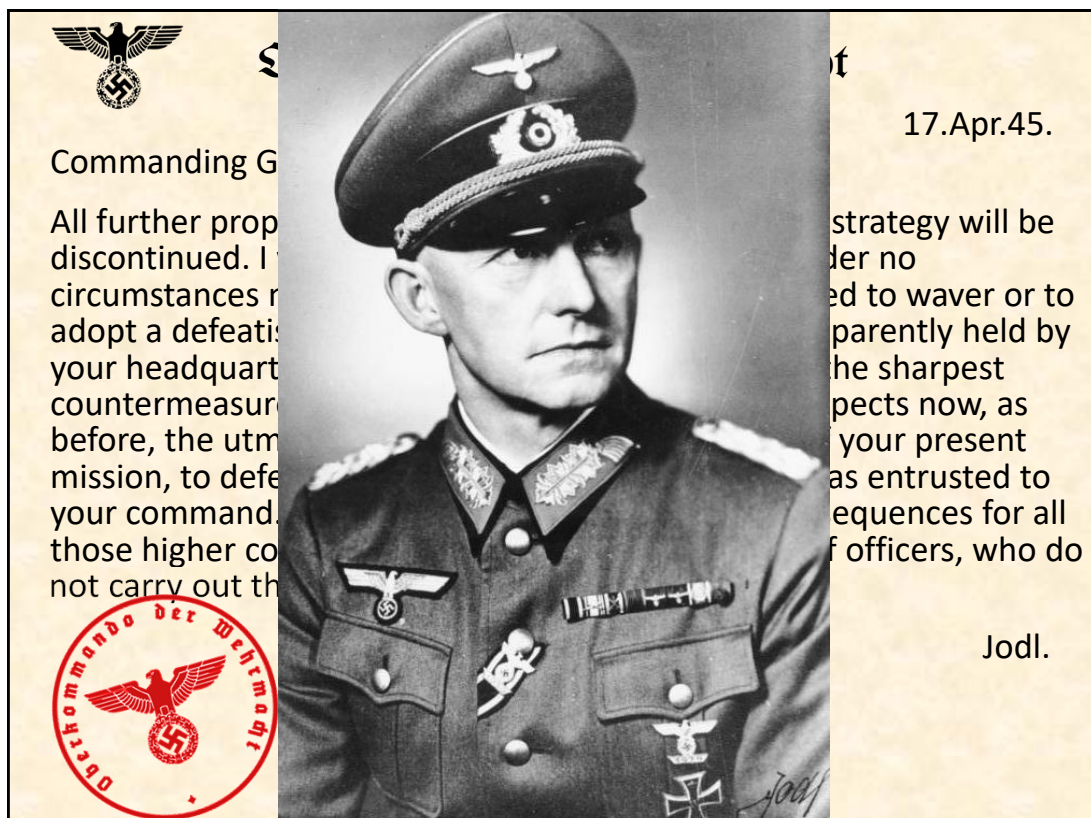 17.Apr.45.
Commanding G
All further prop strategy will be
discontinued. I der no
circumstances ed to waver or to
adopt a defeatis parently held by
your headquart the sharpest
countermeasur pects now, as
before, the utm your present
mission, to defe as entrusted to
your command. equences for all
those higher co f officers, who do
not carry out th
Jodl.
Oberkommando der Wehrmacht
Jodl